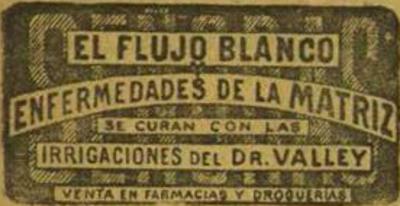 EL FLUJO BLANCO
Y
ENFERMEDADES DE LA MATRIZ
SE CURAN CON LAS
IRRIGACIONES DEL DR. VALLEY
VENTA EN FARMACIAS Y DROGUERIAS